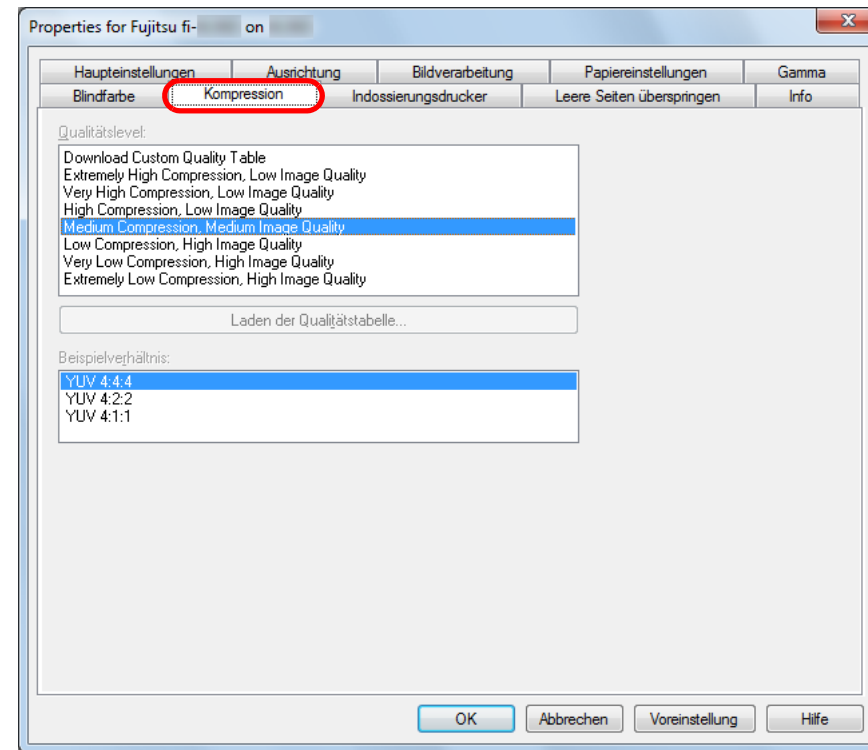 Properties for Fujitsu fi- on
Haupteinstellungen Ausrichtung Bildverarbeitung Papiereinstellungen Gamma
Blindfarbe Kompression Indossierungsdrucker Leere Seiten überspringen Info
Qualitätslevel:
Download Custom Quality Table
Extremely High Compression, Low Image Quality
Very High Compression, Low Image Quality
High Compression, Low Image Quality
Medium Compression, Medium Image Quality
Low Compression, High Image Quality
Very Low Compression, High Image Quality
Extremely Low Compression, High Image Quality
Laden der Qualitätstabelle...
Beispielverhältnis:
YUV 4:4:4
YUV 4:2:2
YUV 4:1:1
OK Abbrechen Voreinstellung Hilfe